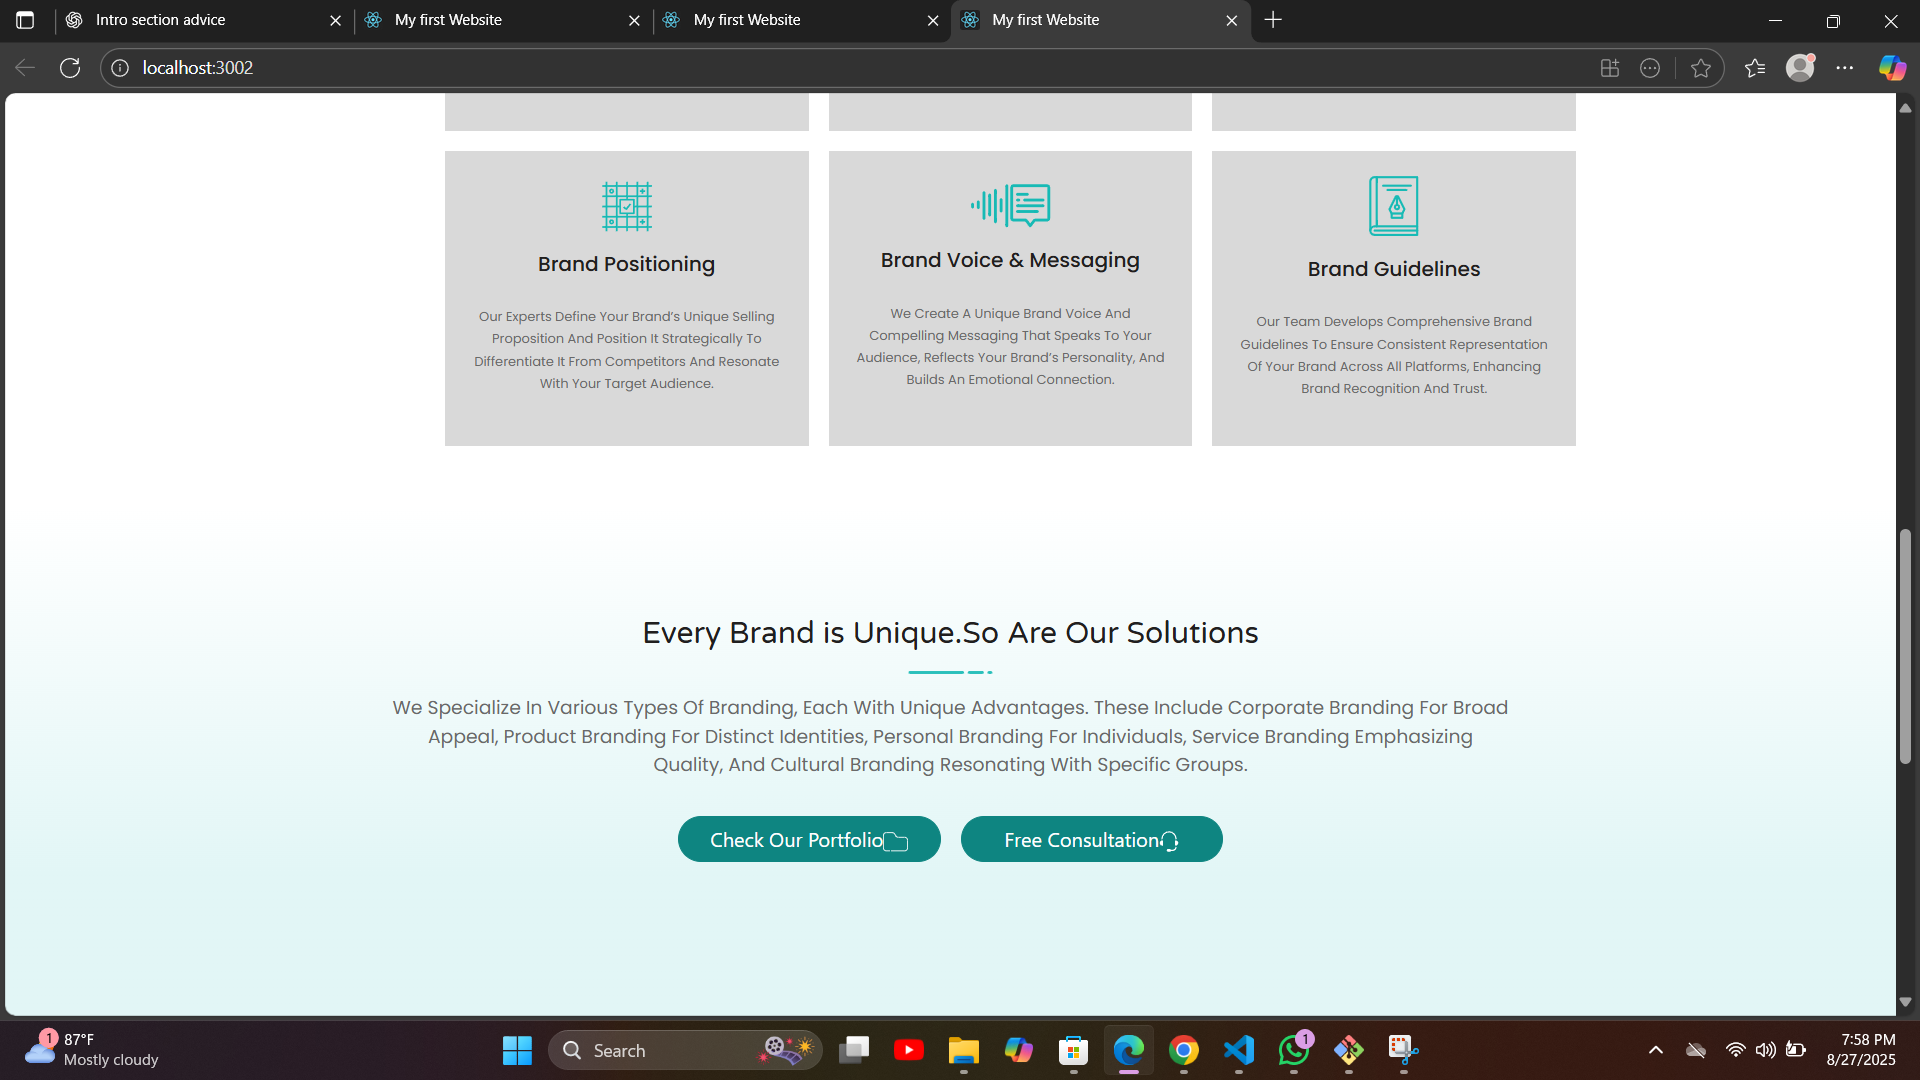 Intro section advice
My first Website
My first Website
My first Website
localhost:3002
Brand Positioning
Our Experts Define Your Brand's Unique Selling
Proposition And Position It Strategically To
Differentiate It From Competitors And Resonate
With Your Target Audience.
Brand Voice & Messaging
We Create A Unique Brand Voice And
Compelling Messaging That Speaks To Your
Audience, Reflects Your Brand's Personality, And
Builds An Emotional Connection.
Brand Guidelines
Our Team Develops Comprehensive Brand
Guidelines To Ensure Consistent Representation
Of Your Brand Across All Platforms, Enhancing
Brand Recognition And Trust.
Every Brand is Unique.So Are Our Solutions
We Specialize In Various Types Of Branding, Each With Unique Advantages. These Include Corporate Branding For Broad
Appeal, Product Branding For Distinct Identities, Personal Branding For Individuals, Service Branding Emphasizing
Quality, And Cultural Branding Resonating With Specific Groups.
Check Our Portfolio
Free Consultation
1
87°F
Mostly cloudy
Search
1
7:58 PM
8/27/2025